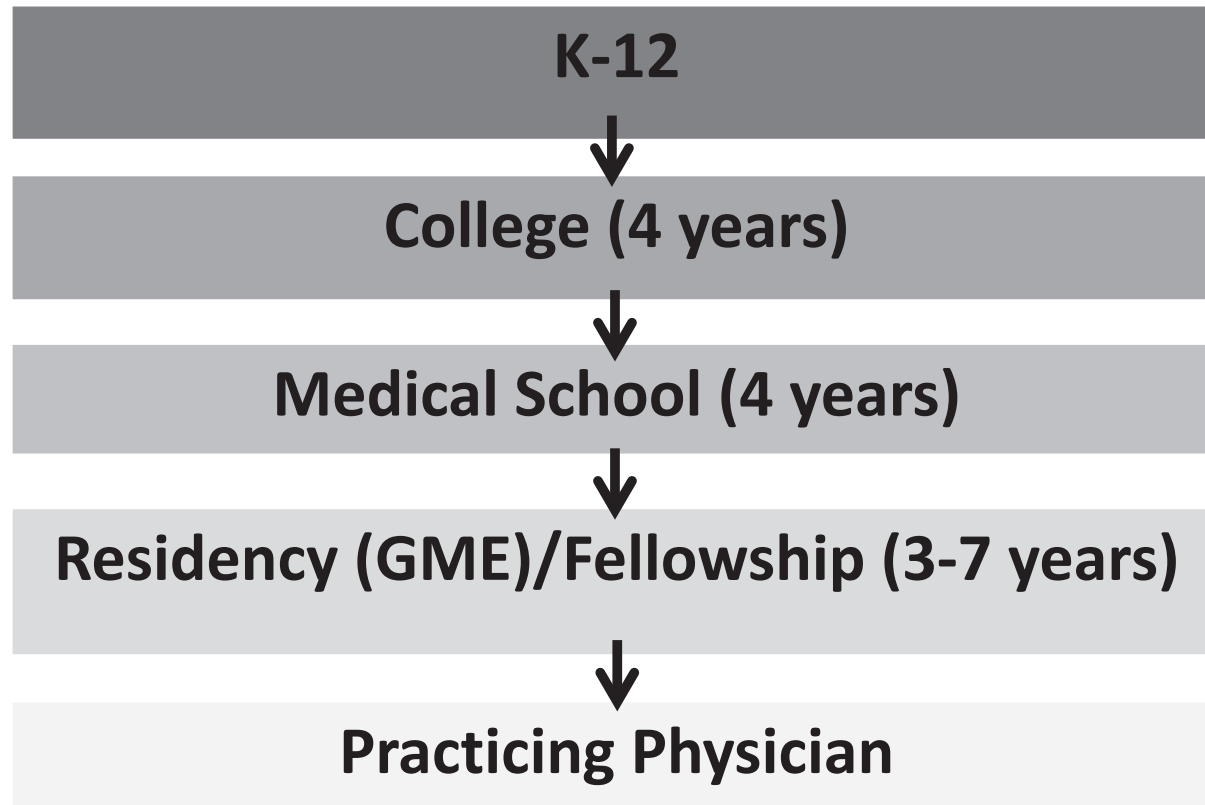 K-12
College (4 years)
Medical School (4 years)
Residency (GME)/Fellowship (3-7 years)
Practicing Physician